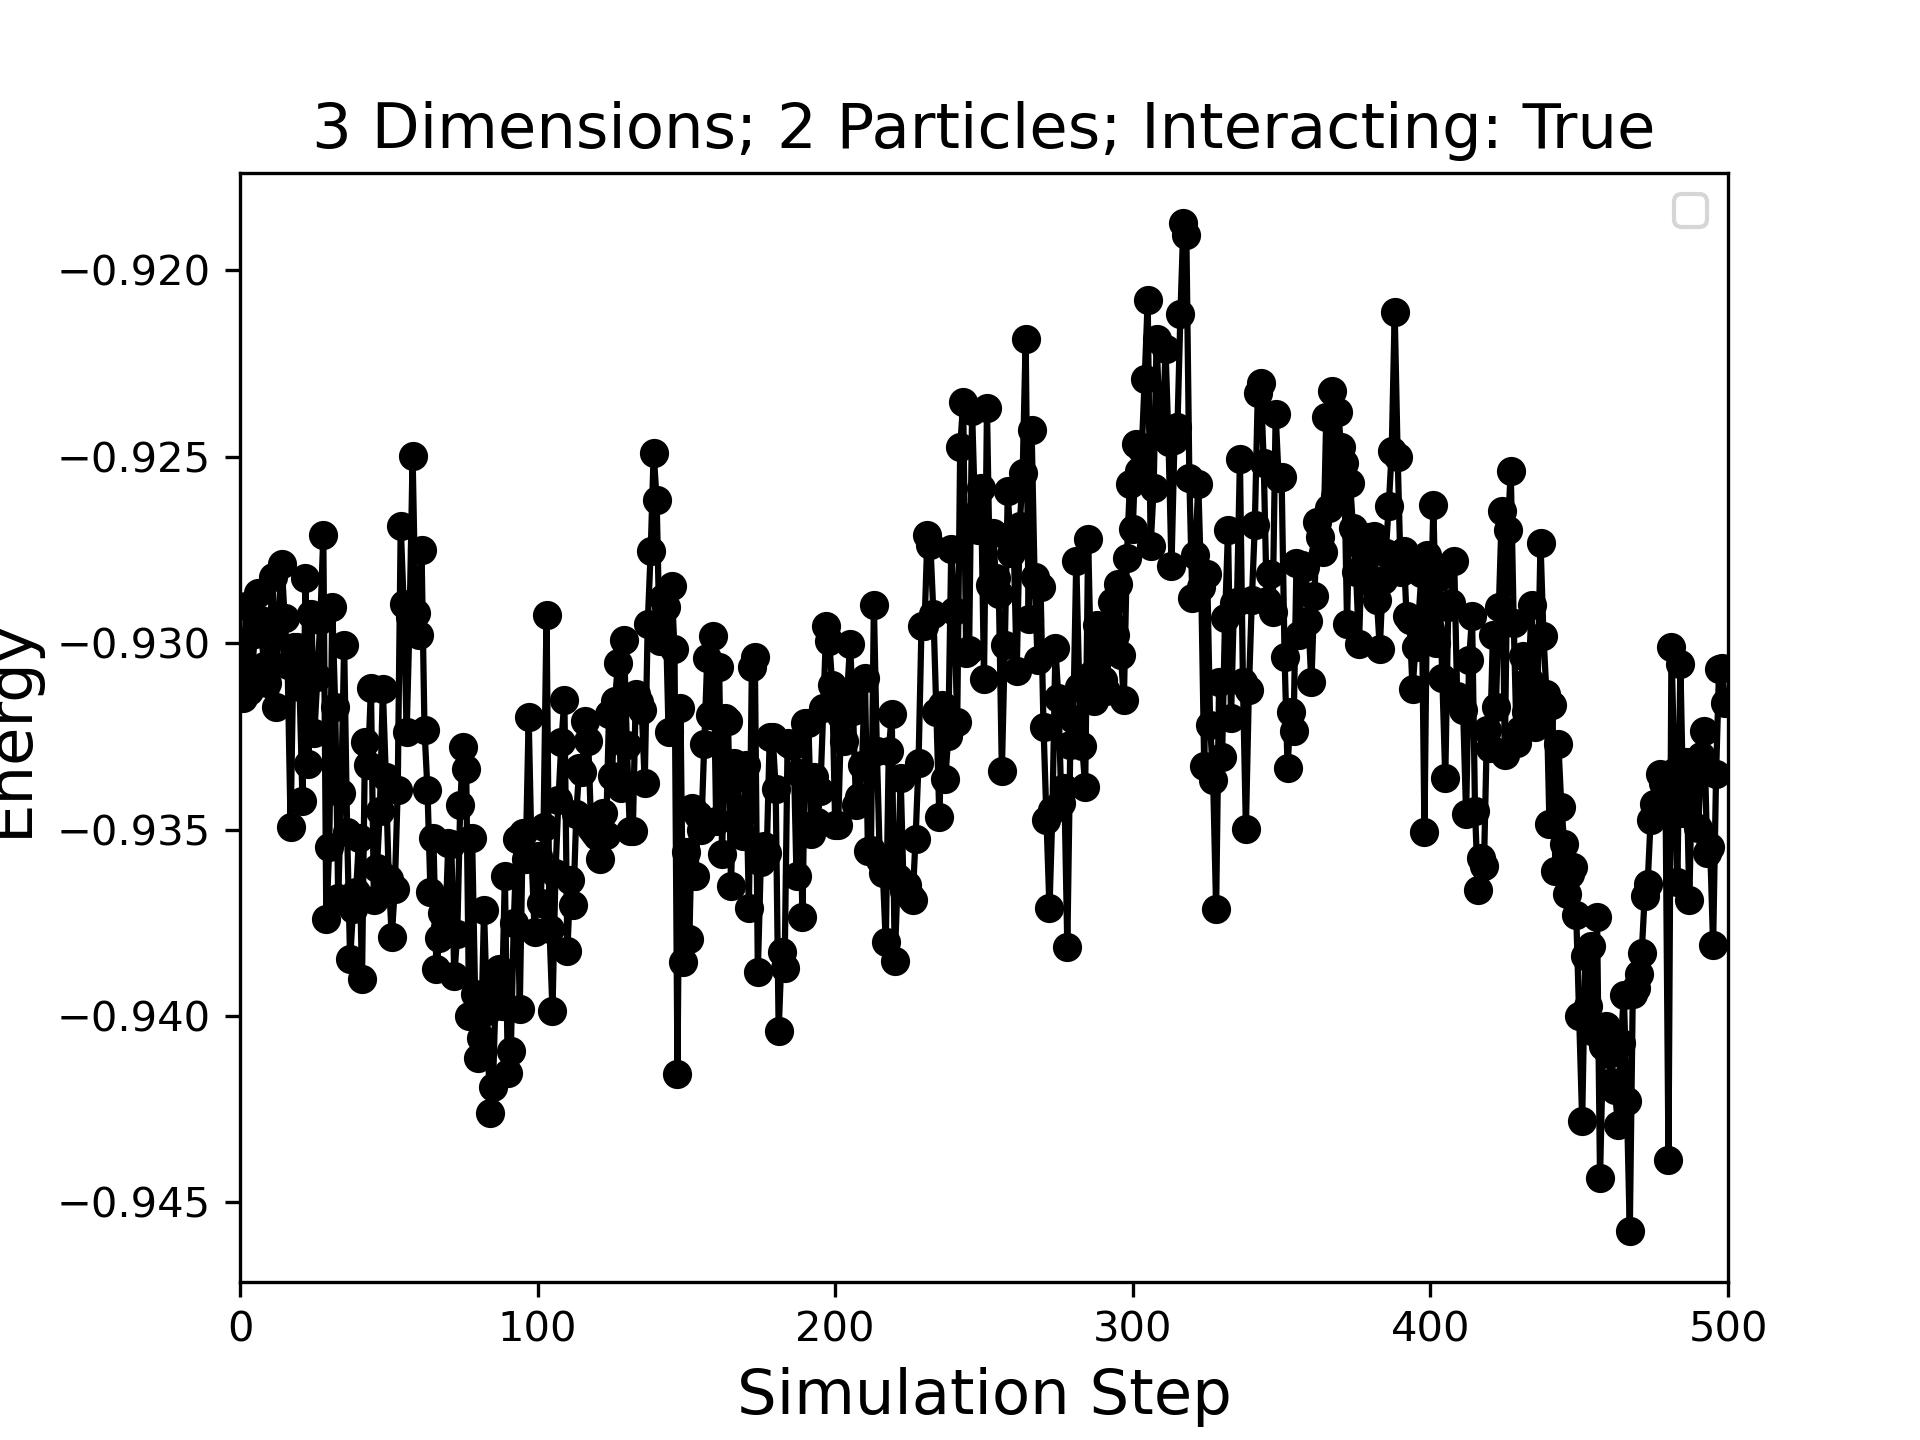 3 Dimensions; 2 Particles; Interacting: True
−0.920
−0.925
−0.930
−0.935
−0.940
−0.945
Energy
0 100 200 300 400 500
Simulation Step